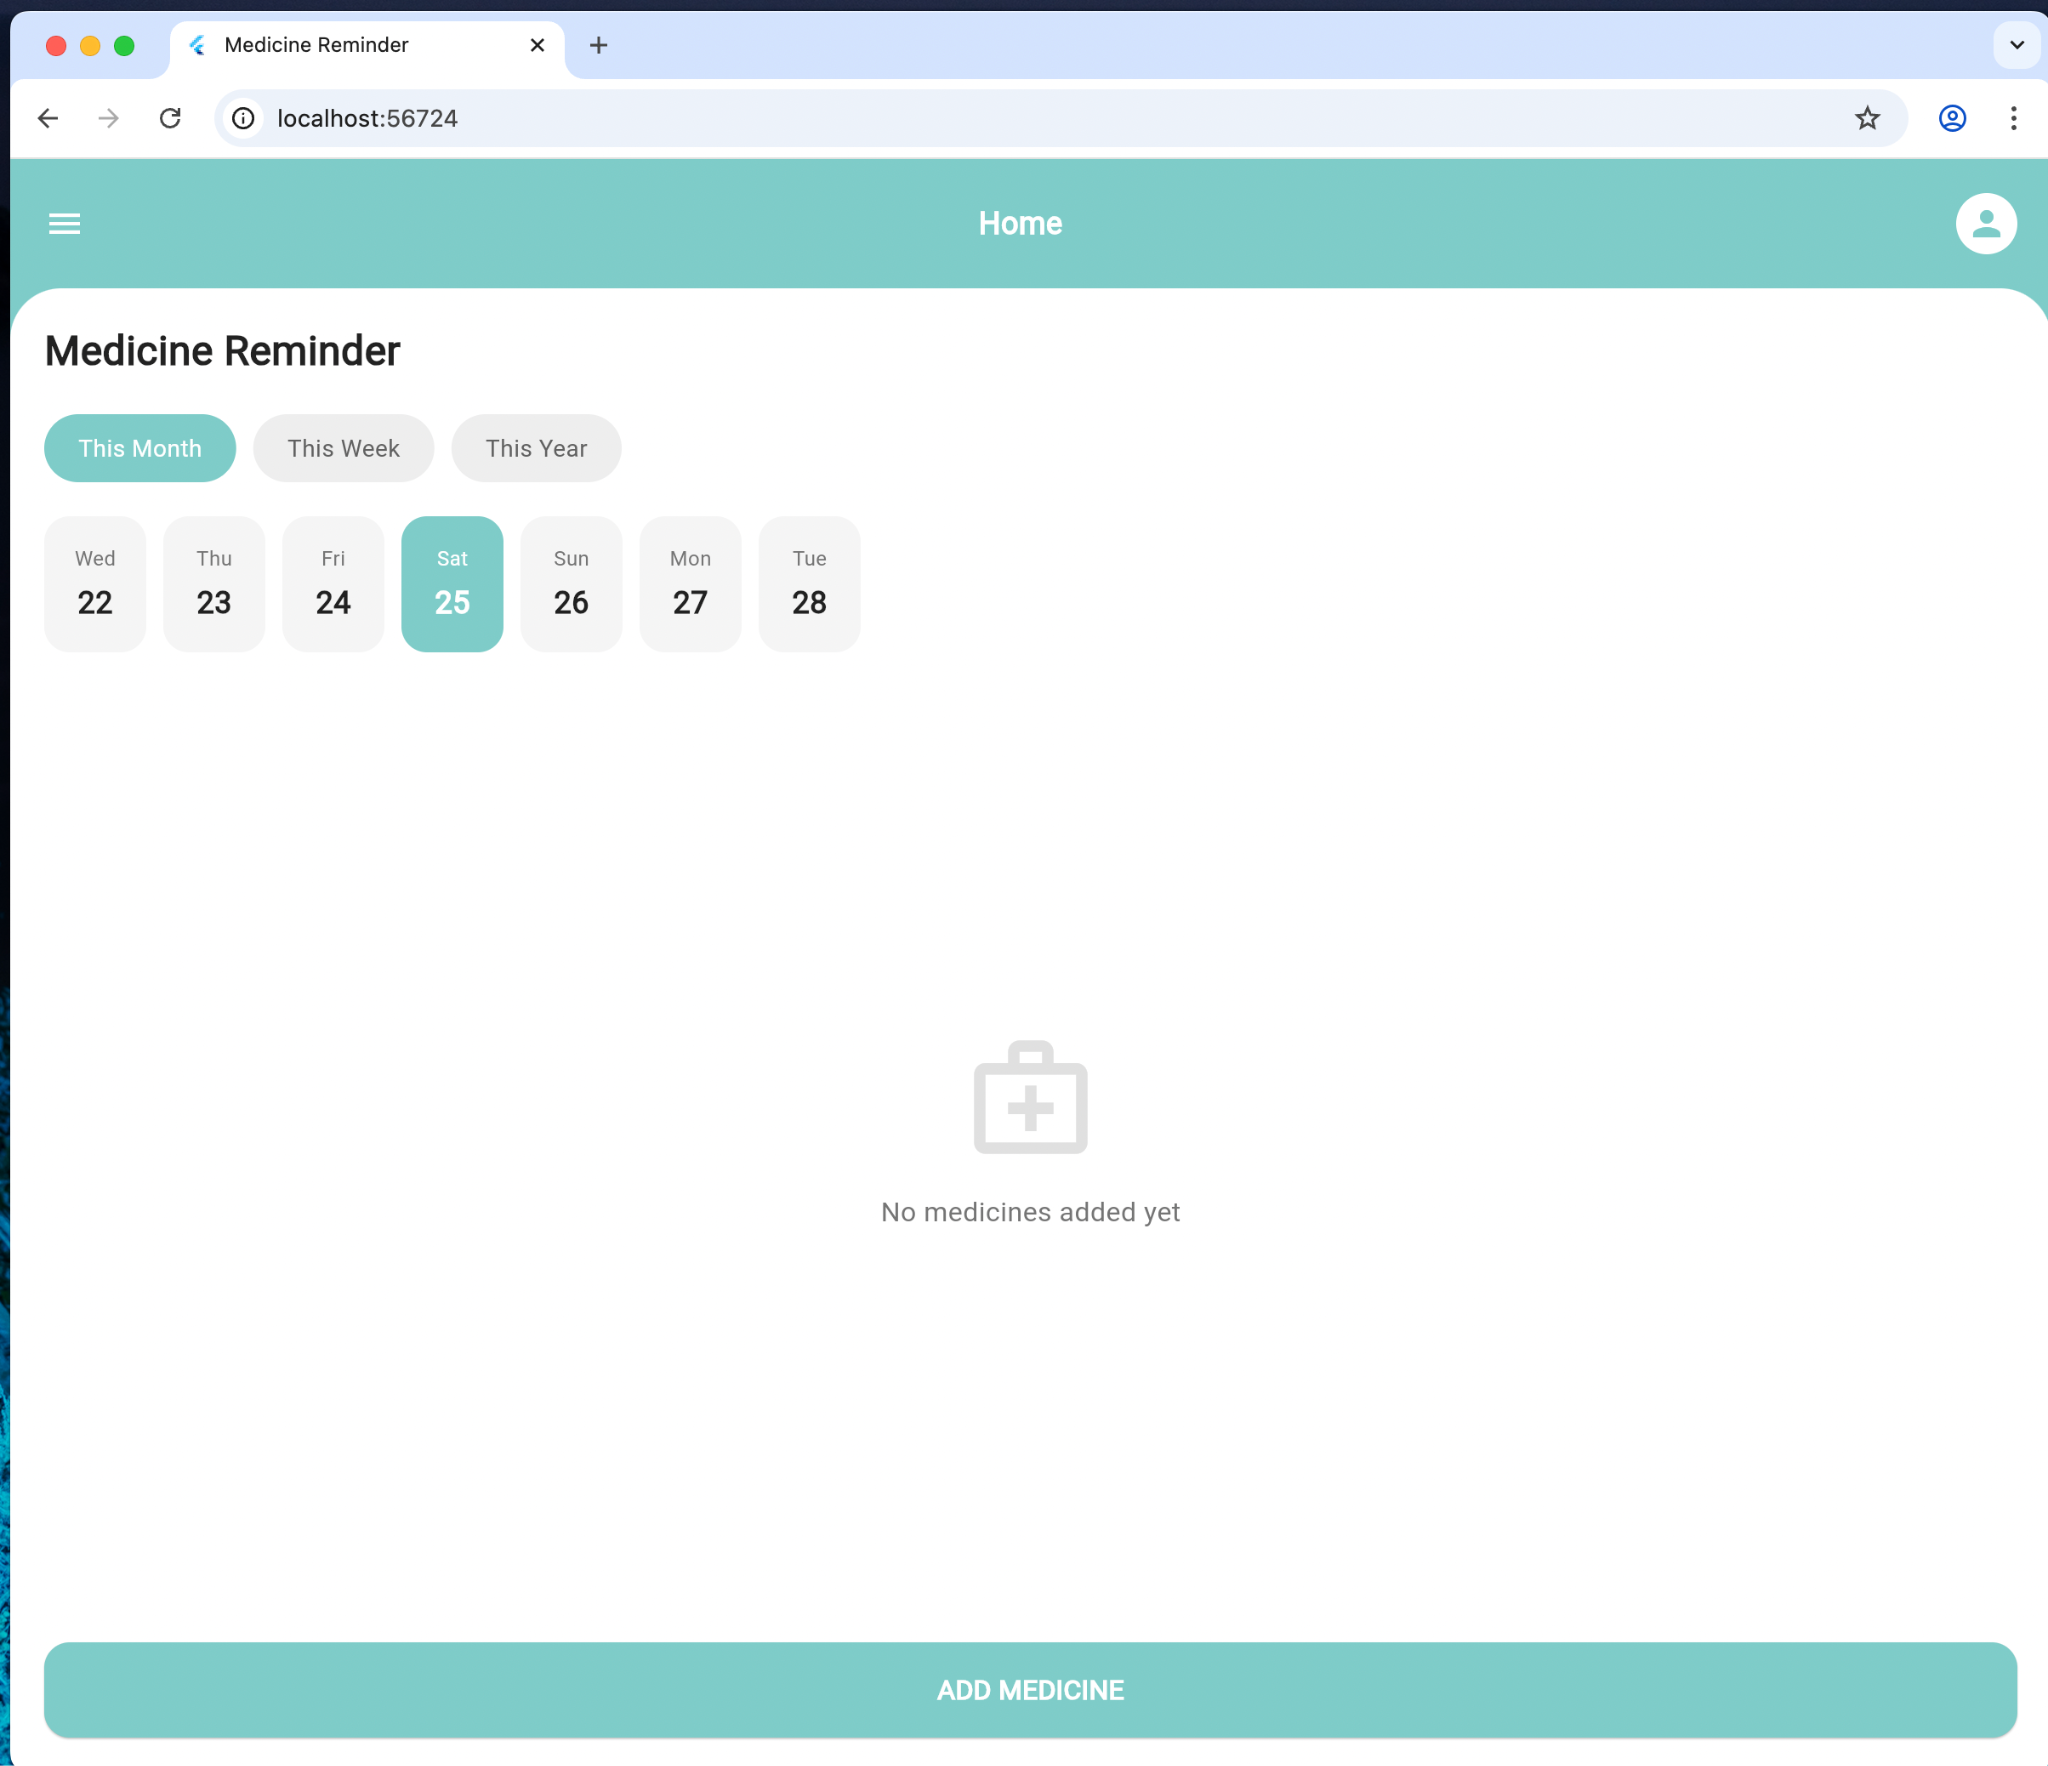 Medicine Reminder
localhost:56724
Home
Medicine Reminder
This Month This Week This Year
Wed Thu Fri Sat Sun Mon Tue
22 23 24 25 26 27 28
No medicines added yet
ADD MEDICINE